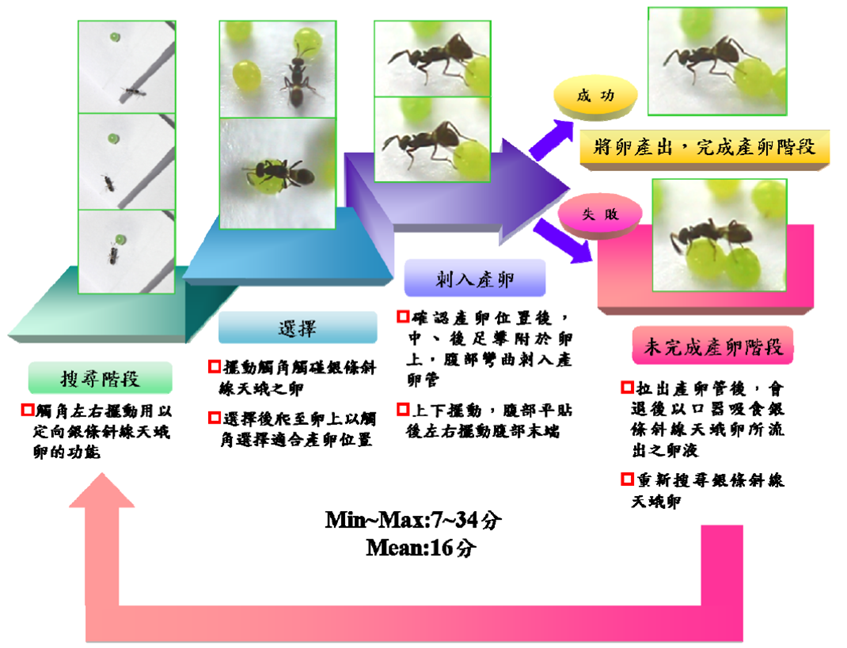 成功
將卵產出，完成產卵階段
失敗
刺入產卵
選擇
未完成產卵階段
搜尋階段
觸角左右擺動用以
定向銀條斜線天蛾
卵的功能
擺動觸角觸碰銀條斜
線天蛾之卵
選擇後爬至卵上以觸
角選擇適合產卵位置
確認產卵位置後，
中、後足攀附於卵
上，腹部彎曲刺入產
卵管
上下擺動，腹部平貼
後左右擺動腹部末端
拉出產卵管後，會
退後以口器吸食銀
條斜線天蛾卵所流
出之卵液
重新搜尋銀條斜線
天蛾卵
Min~Max:7~34分
Mean:16分